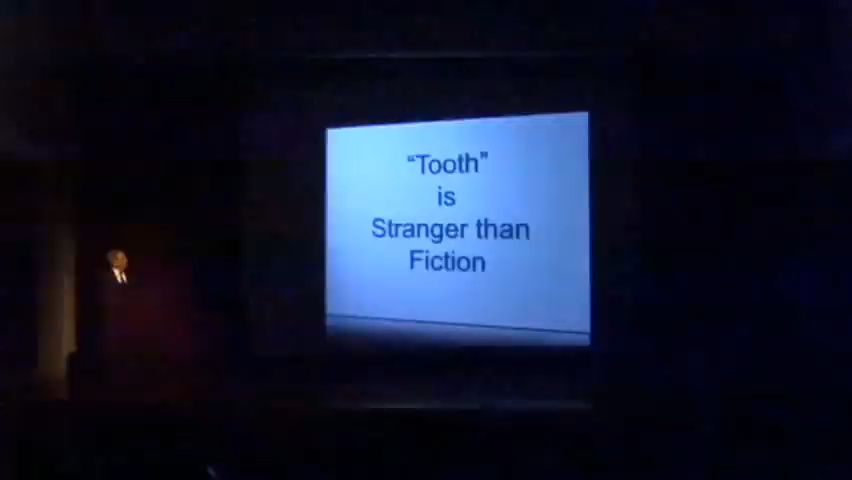 “Tooth”
is
Stranger than
Fiction